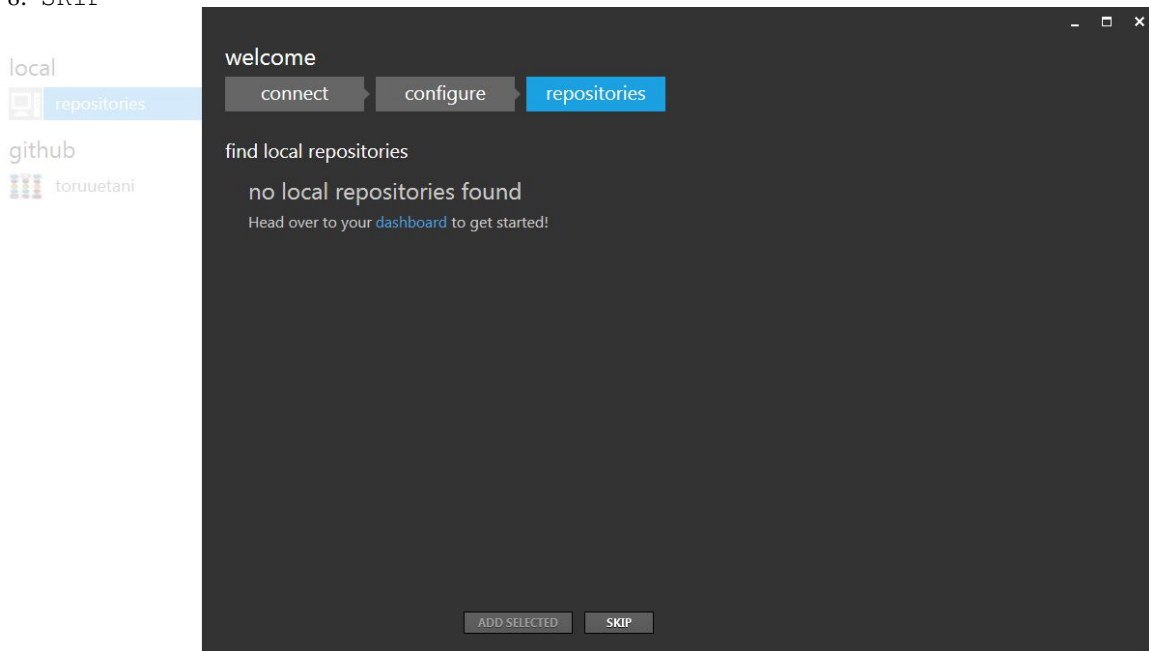 8. SKIP
local
repositories
github
toruuetani
welcome
connect
configure
repositories
find local repositories
no local repositories found
Head over to your dashboard to get started!
ADD SELECTED
SKIP